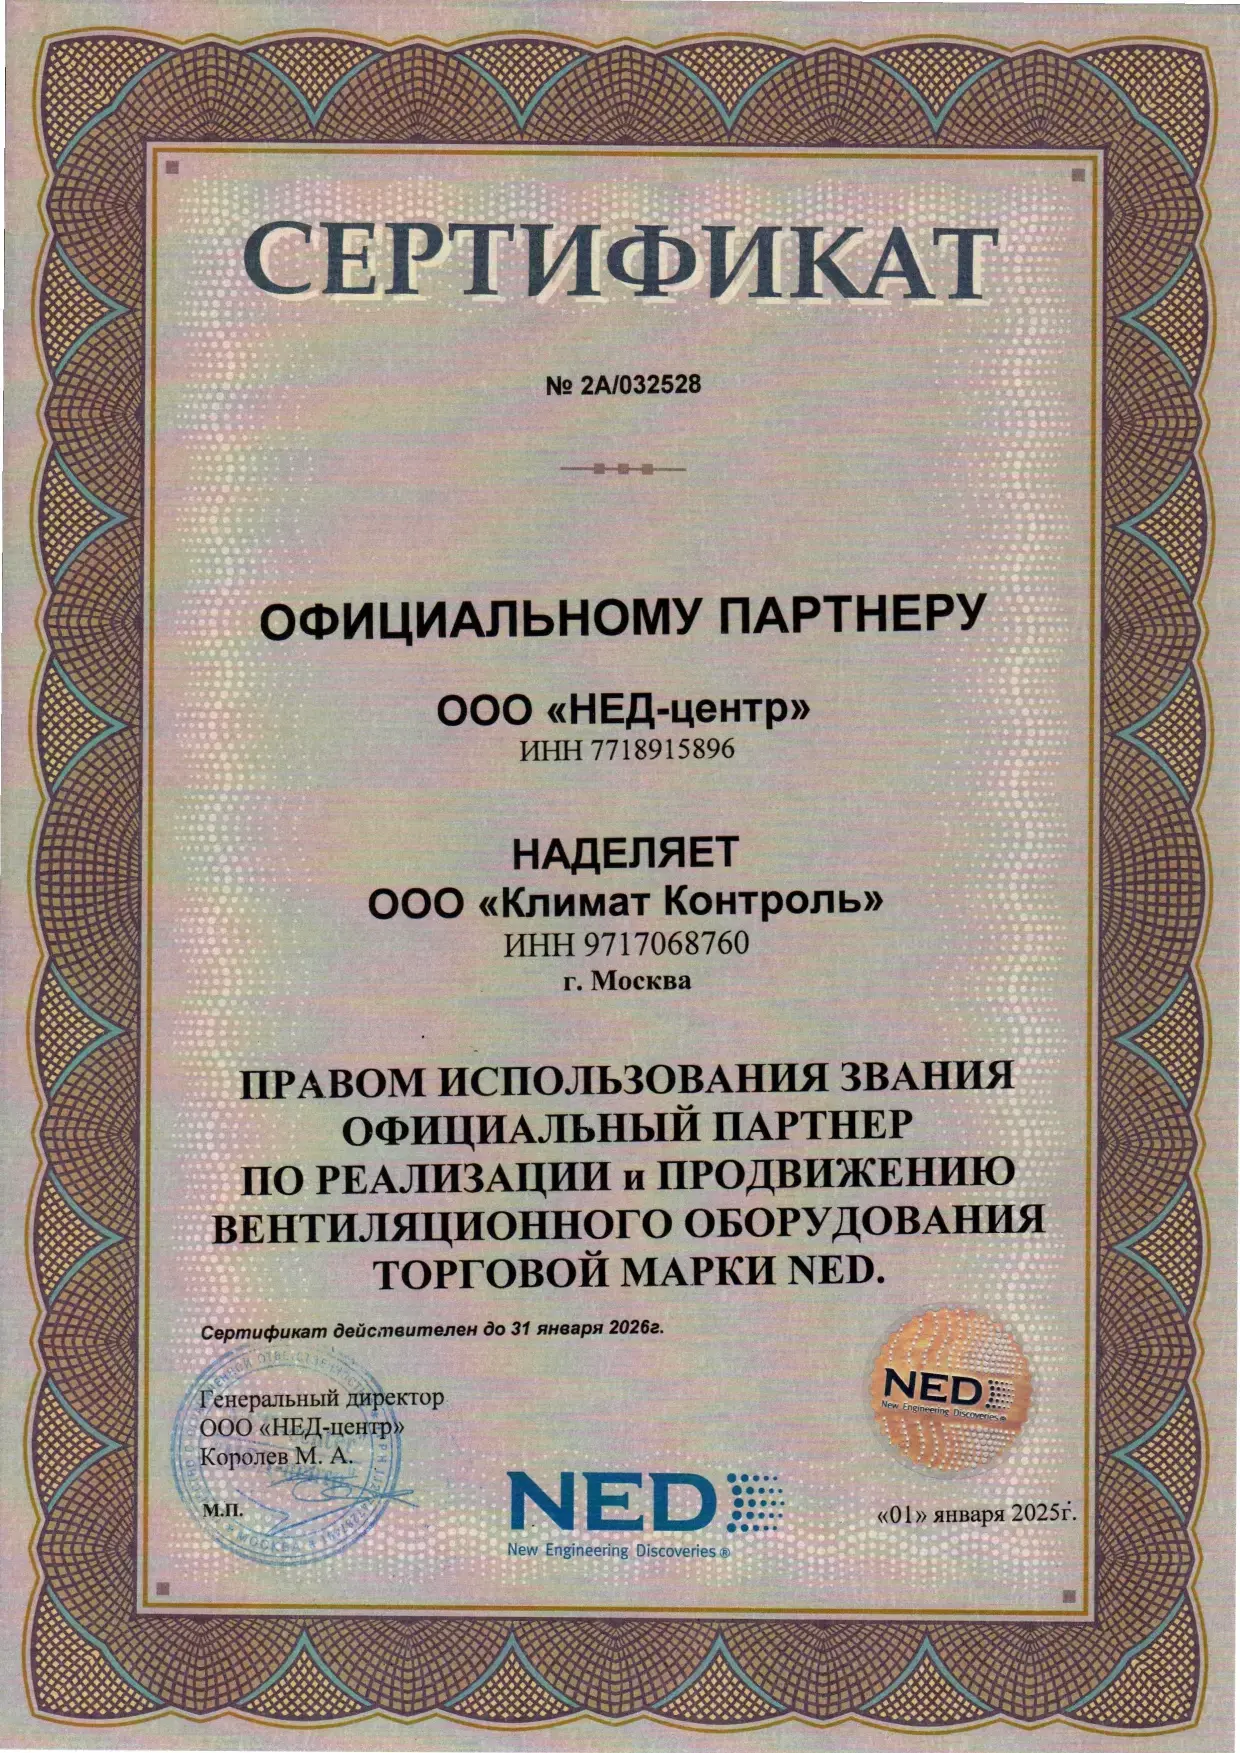 СЕРТИФИКАТ
№ 2А/032528
ОФИЦИАЛЬНОМУ ПАРТНЕРУ
ООО «НЕД-центр»
ИНН 7718915896
НАДЕЛЯЕТ
ООО «Климат Контроль»
ИНН 9717068760
г. Москва
ПРАВОМ ИСПОЛЬЗОВАНИЯ ЗВАНИЯ
ОФИЦИАЛЬНЫЙ ПАРТНЕР
ПО РЕАЛИЗАЦИИ и ПРОДВИЖЕНИЮ
ВЕНТИЛЯЦИОННОГО ОБОРУДОВАНИЯ
ТОРГОВОЙ МАРКИ NED.
Сертификат действителен до 31 января 2026г.
Генеральный директор
ООО «НЕД-центр»
Королев М. А.
М.П.
МОСКВА
NED
New Engineering Discoveries®
NED
New Engineering Discoveries®
«01» января 2025г.